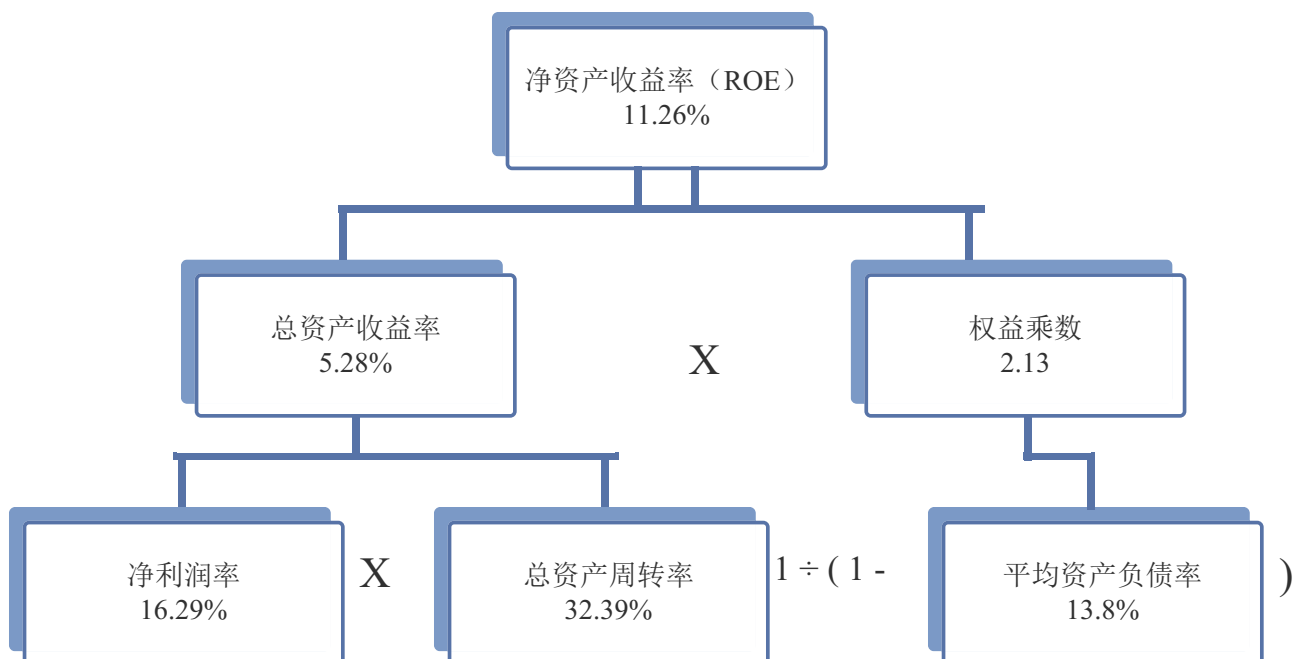 净资产收益率（ROE）
11.26%
总资产收益率
5.28%
X
权益乘数
2.13
净利润率
16.29%
X
总资产周转率
32.39%
1 ÷ ( 1 -
平均资产负债率
13.8%
)